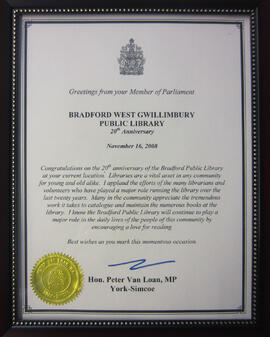 Greetings from your Member of Parliament
BRADFORD WEST GWILLIMBURY
PUBLIC LIBRARY
20th Anniversary
November 16, 2008
Congratulations on the 20th anniversary of the Bradford Public Library
at your current location. Libraries are a vital asset in any community
for young and old alike. I applaud the efforts of the many librarians and
volunteers who have played a major role running the library over the
last twenty years. Many in the community appreciate the tremendous
work it takes to catalogue and maintain the numerous books at the
library. I know the Bradford Public Library will continue to play a
major role in the daily lives of the people of this community by
encouraging a love for reading.
Best wishes as you mark this momentous occasion.
Hon. Peter Van Loan, MP
York-Simcoe